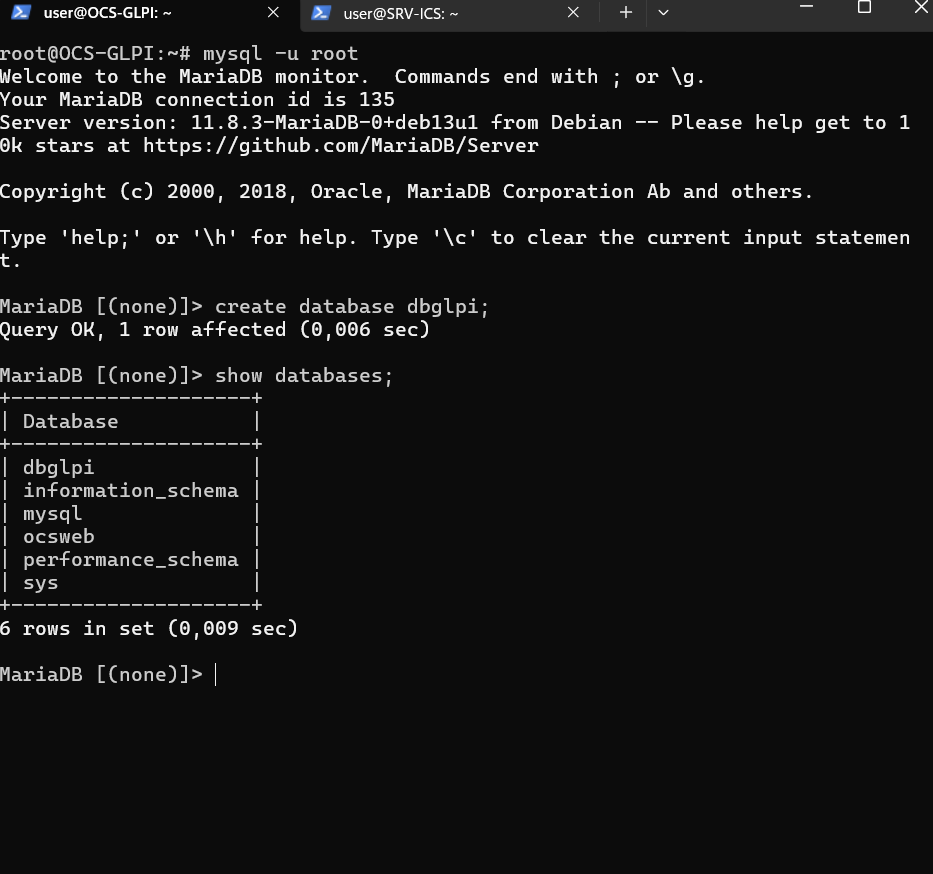 user@OCS-GLPI: ~
user@SRV-ICS: ~
root@OCS-GLPI:~# mysql -u root
Welcome to the MariaDB monitor.  Commands end with ; or \g.
Your MariaDB connection id is 135
Server version: 11.8.3-MariaDB-0+deb13u1 from Debian -- Please help get to 1
0k stars at https://github.com/MariaDB/Server
Copyright (c) 2000, 2018, Oracle, MariaDB Corporation Ab and others.
Type 'help;' or '\h' for help. Type '\c' to clear the current input statemen
t.
MariaDB [(none)]> create database dbglpi;
Query OK, 1 row affected (0,006 sec)
MariaDB [(none)]> show databases;
+--------------------+
| Database           |
+--------------------+
| dbglpi             |
| information_schema |
| mysql              |
| ocsweb             |
| performance_schema |
| sys                |
+--------------------+
6 rows in set (0,009 sec)
MariaDB [(none)]>